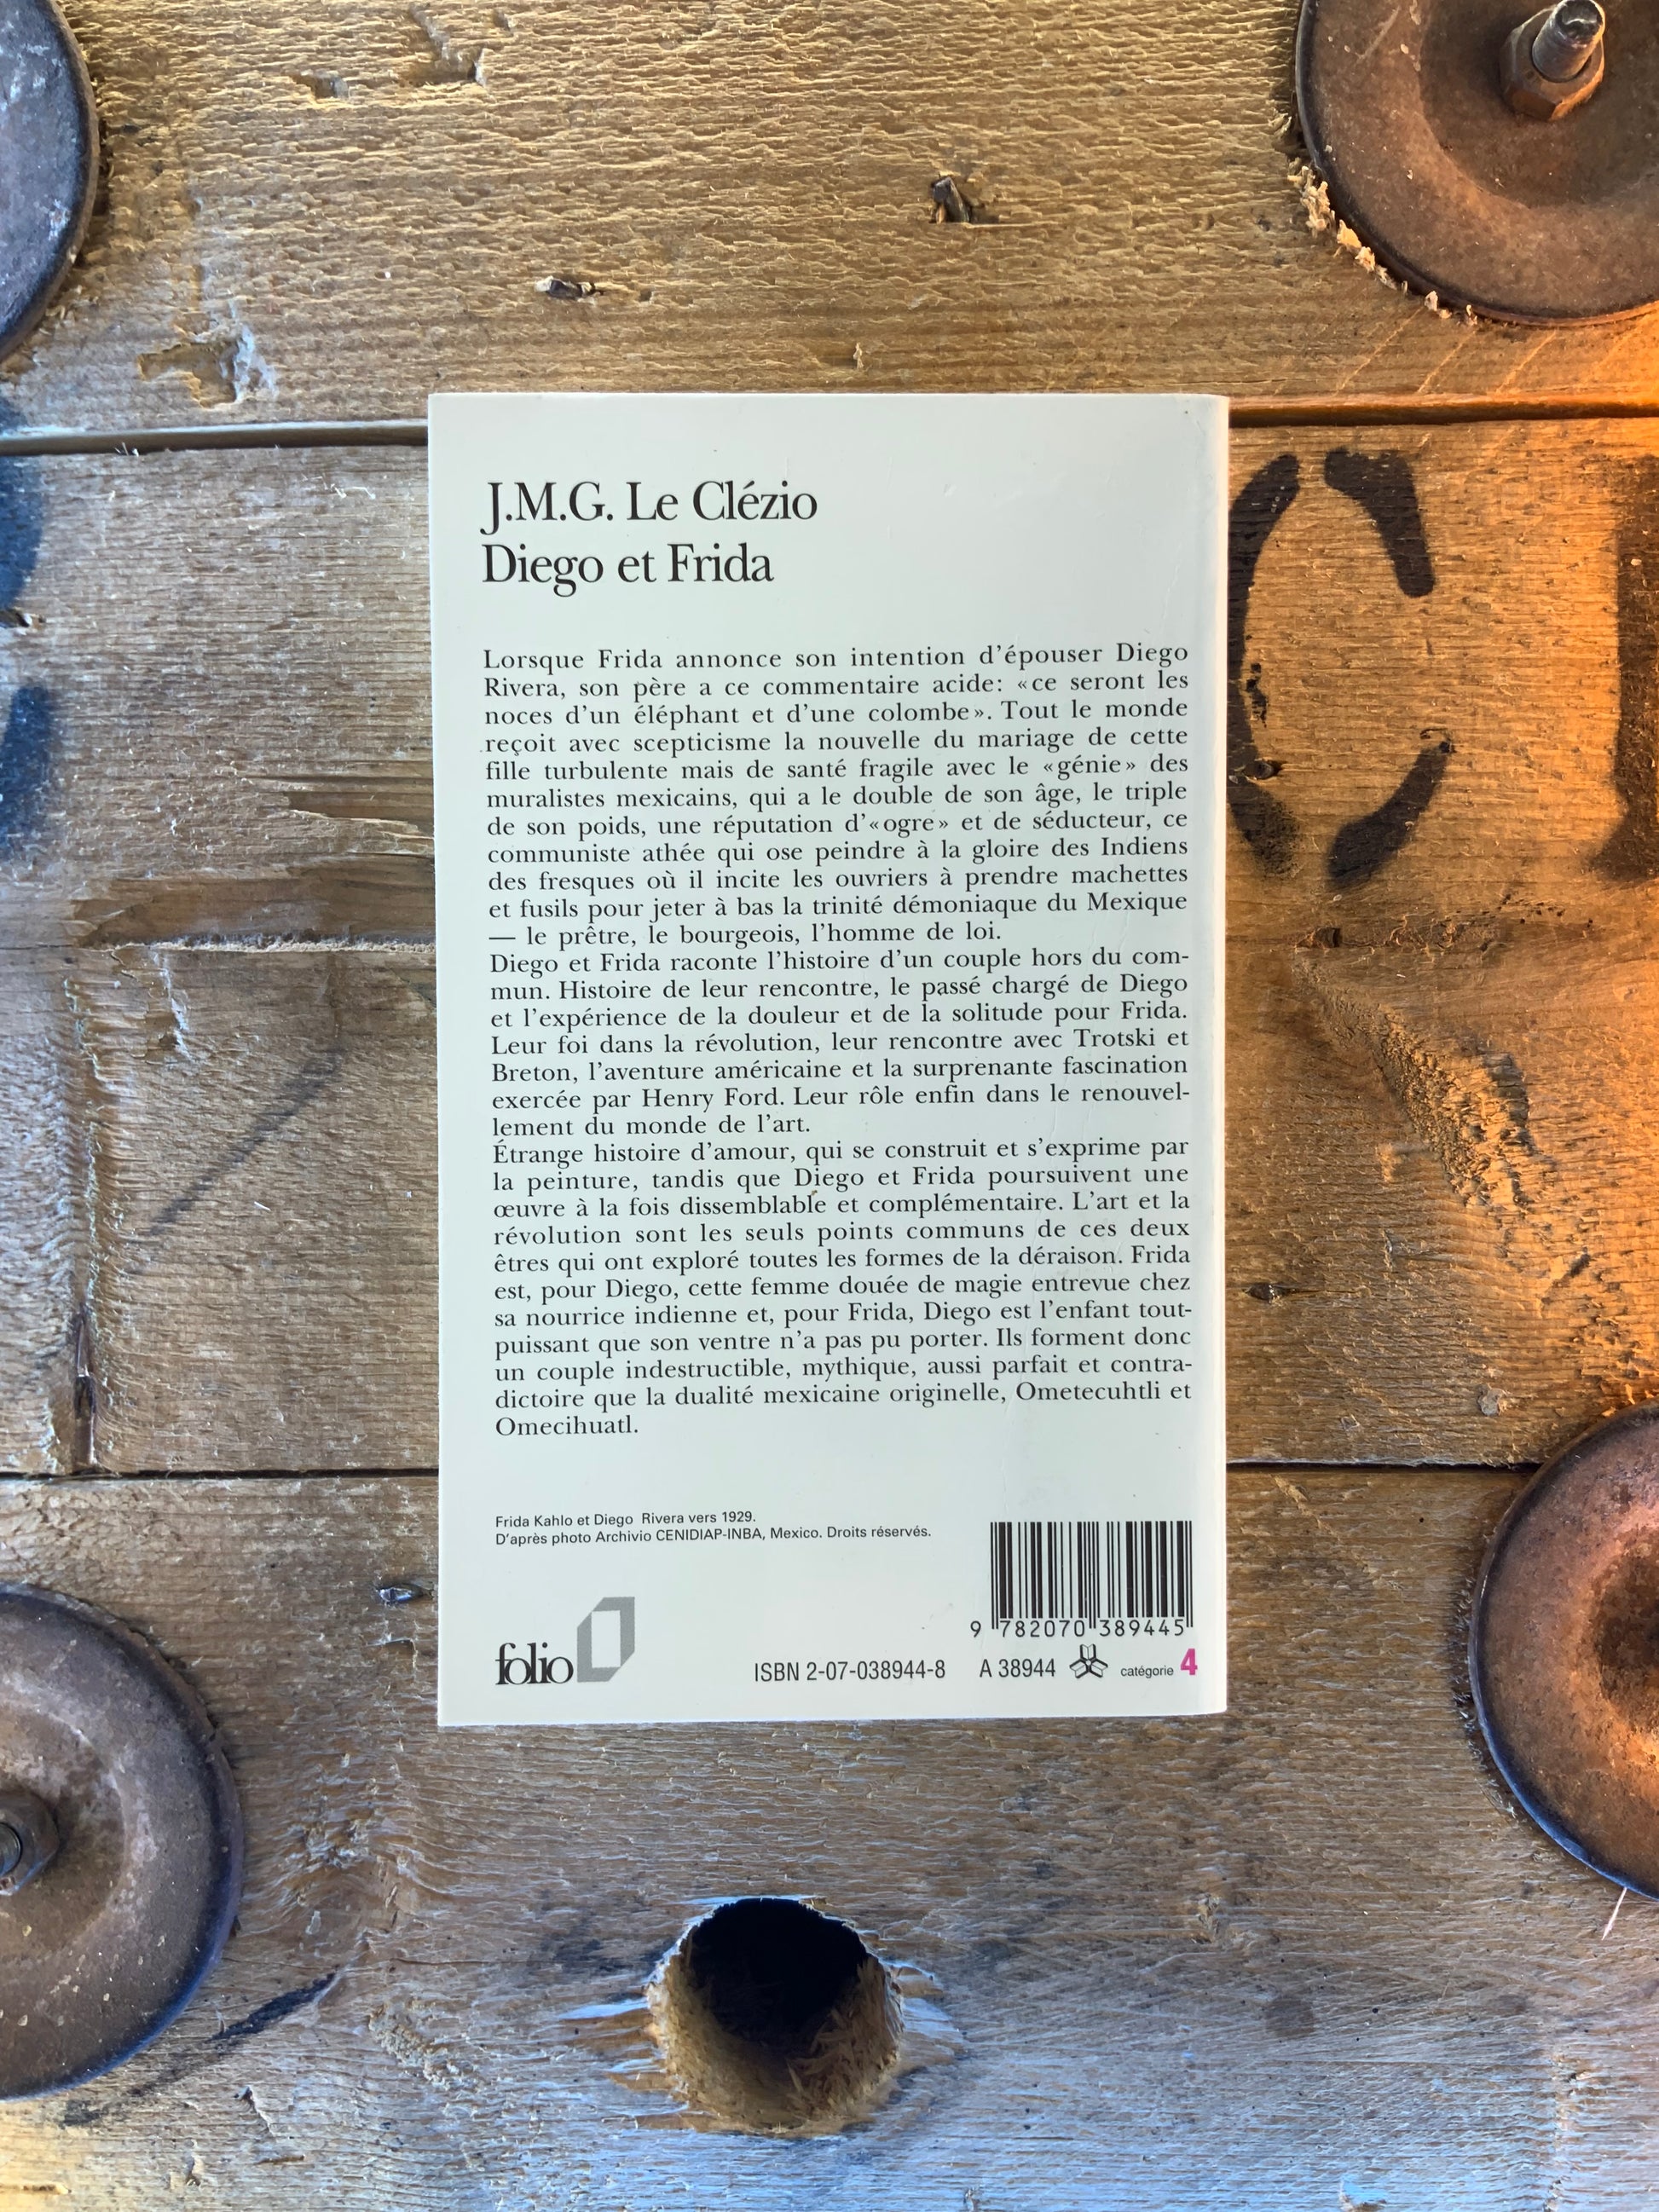 J.M.G. Le Clézio
Diego et Frida
Lorsque Frida annonce son intention d'épouser Diego
Rivera, son père a ce commentaire acide: «ce seront les
noces d'un éléphant et d'une colombe». Tout le monde
reçoit avec scepticisme la nouvelle du mariage de cette
fille turbulente mais de santé fragile avec le «génie» des
muralistes mexicains, qui a le double de son âge, le triple
de son poids, une réputation d'«ogre» et de séducteur, ce
communiste athée qui ose peindre à la gloire des Indiens
des fresques où il incite les ouvriers à prendre machettes
et fusils pour jeter à bas la trinité démoniaque du Mexique
— le prêtre, le bourgeois, l'homme de loi.
Diego et Frida raconte l'histoire d'un couple hors du com-
mun. Histoire de leur rencontre, le passé chargé de Diego
et l'expérience de la douleur et de la solitude pour Frida.
Leur foi dans la révolution, leur rencontre avec Trotski et
Breton, l'aventure américaine et la surprenante fascination
exercée par Henry Ford. Leur rôle enfin dans le renouvel-
lement du monde de l'art.
Étrange histoire d'amour, qui se construit et s'exprime par
la peinture, tandis que Diego et Frida poursuivent une
œuvre à la fois dissemblable et complémentaire. L'art et la
révolution sont les seuls points communs de ces deux
êtres qui ont exploré toutes les formes de la déraison. Frida
est, pour Diego, cette femme douée de magie entrevue chez
sa nourrice indienne et, pour Frida, Diego est l'enfant tout-
puissant que son ventre n'a pas pu porter. Ils forment donc
un couple indestructible, mythique, aussi parfait et contra-
dictoire que la dualité mexicaine originelle, Ometecuhtli et
Omecihuatl.
Frida Kahlo et Diego Rivera vers 1929.
D'après photo Archivio CENIDIAP-INBA, Mexico. Droits réservés.
9 782070 389445
folio
ISBN 2-07-038944-8 A 38944 catégorie 4
C